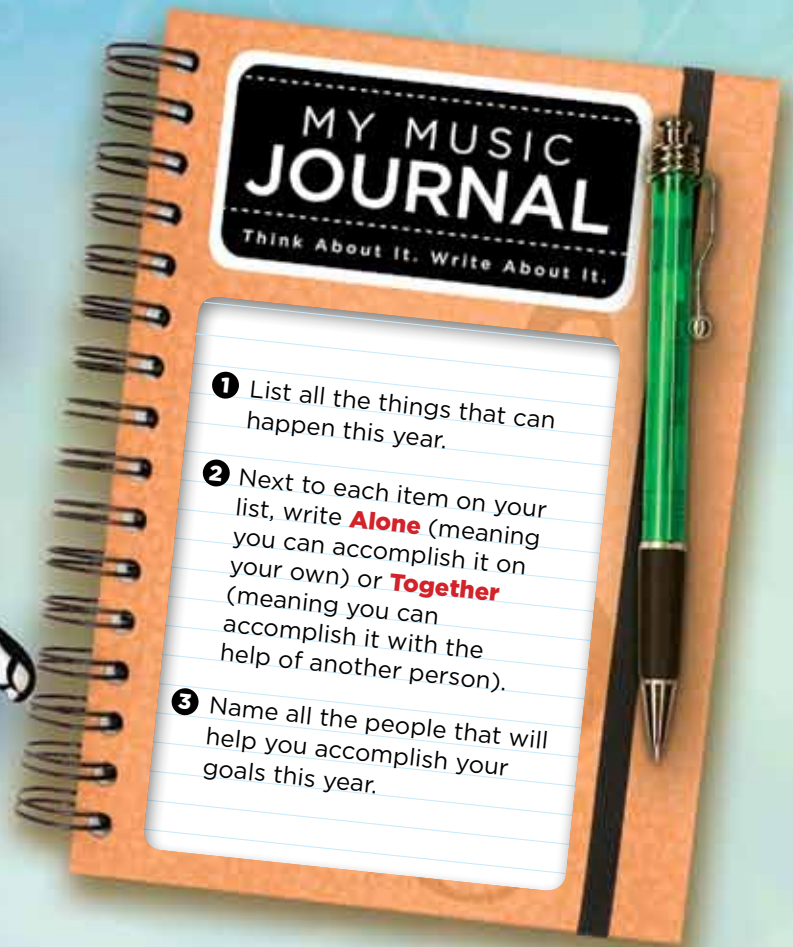 MY MUSIC
JOURNAL
Think About It. Write About It.
1 List all the things that can
happen this year.
2 Next to each item on your
list, write Alone (meaning
you can accomplish it on
your own) or Together
(meaning you can
accomplish it with the
help of another person).
3 Name all the people that will
help you accomplish your
goals this year.